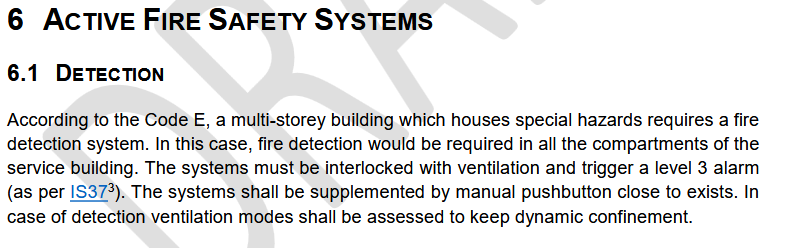 6 ACTIVE FIRE SAFETY SYSTEMS
6.1 DETECTION
According to the Code E, a multi-storey building which houses special hazards requires a fire
detection system. In this case, fire detection would be required in all the compartments of the
service building. The systems must be interlocked with ventilation and trigger a level 3 alarm
(as per IS37³). The systems shall be supplemented by manual pushbutton close to exists. In
case of detection ventilation modes shall be assessed to keep dynamic confinement.